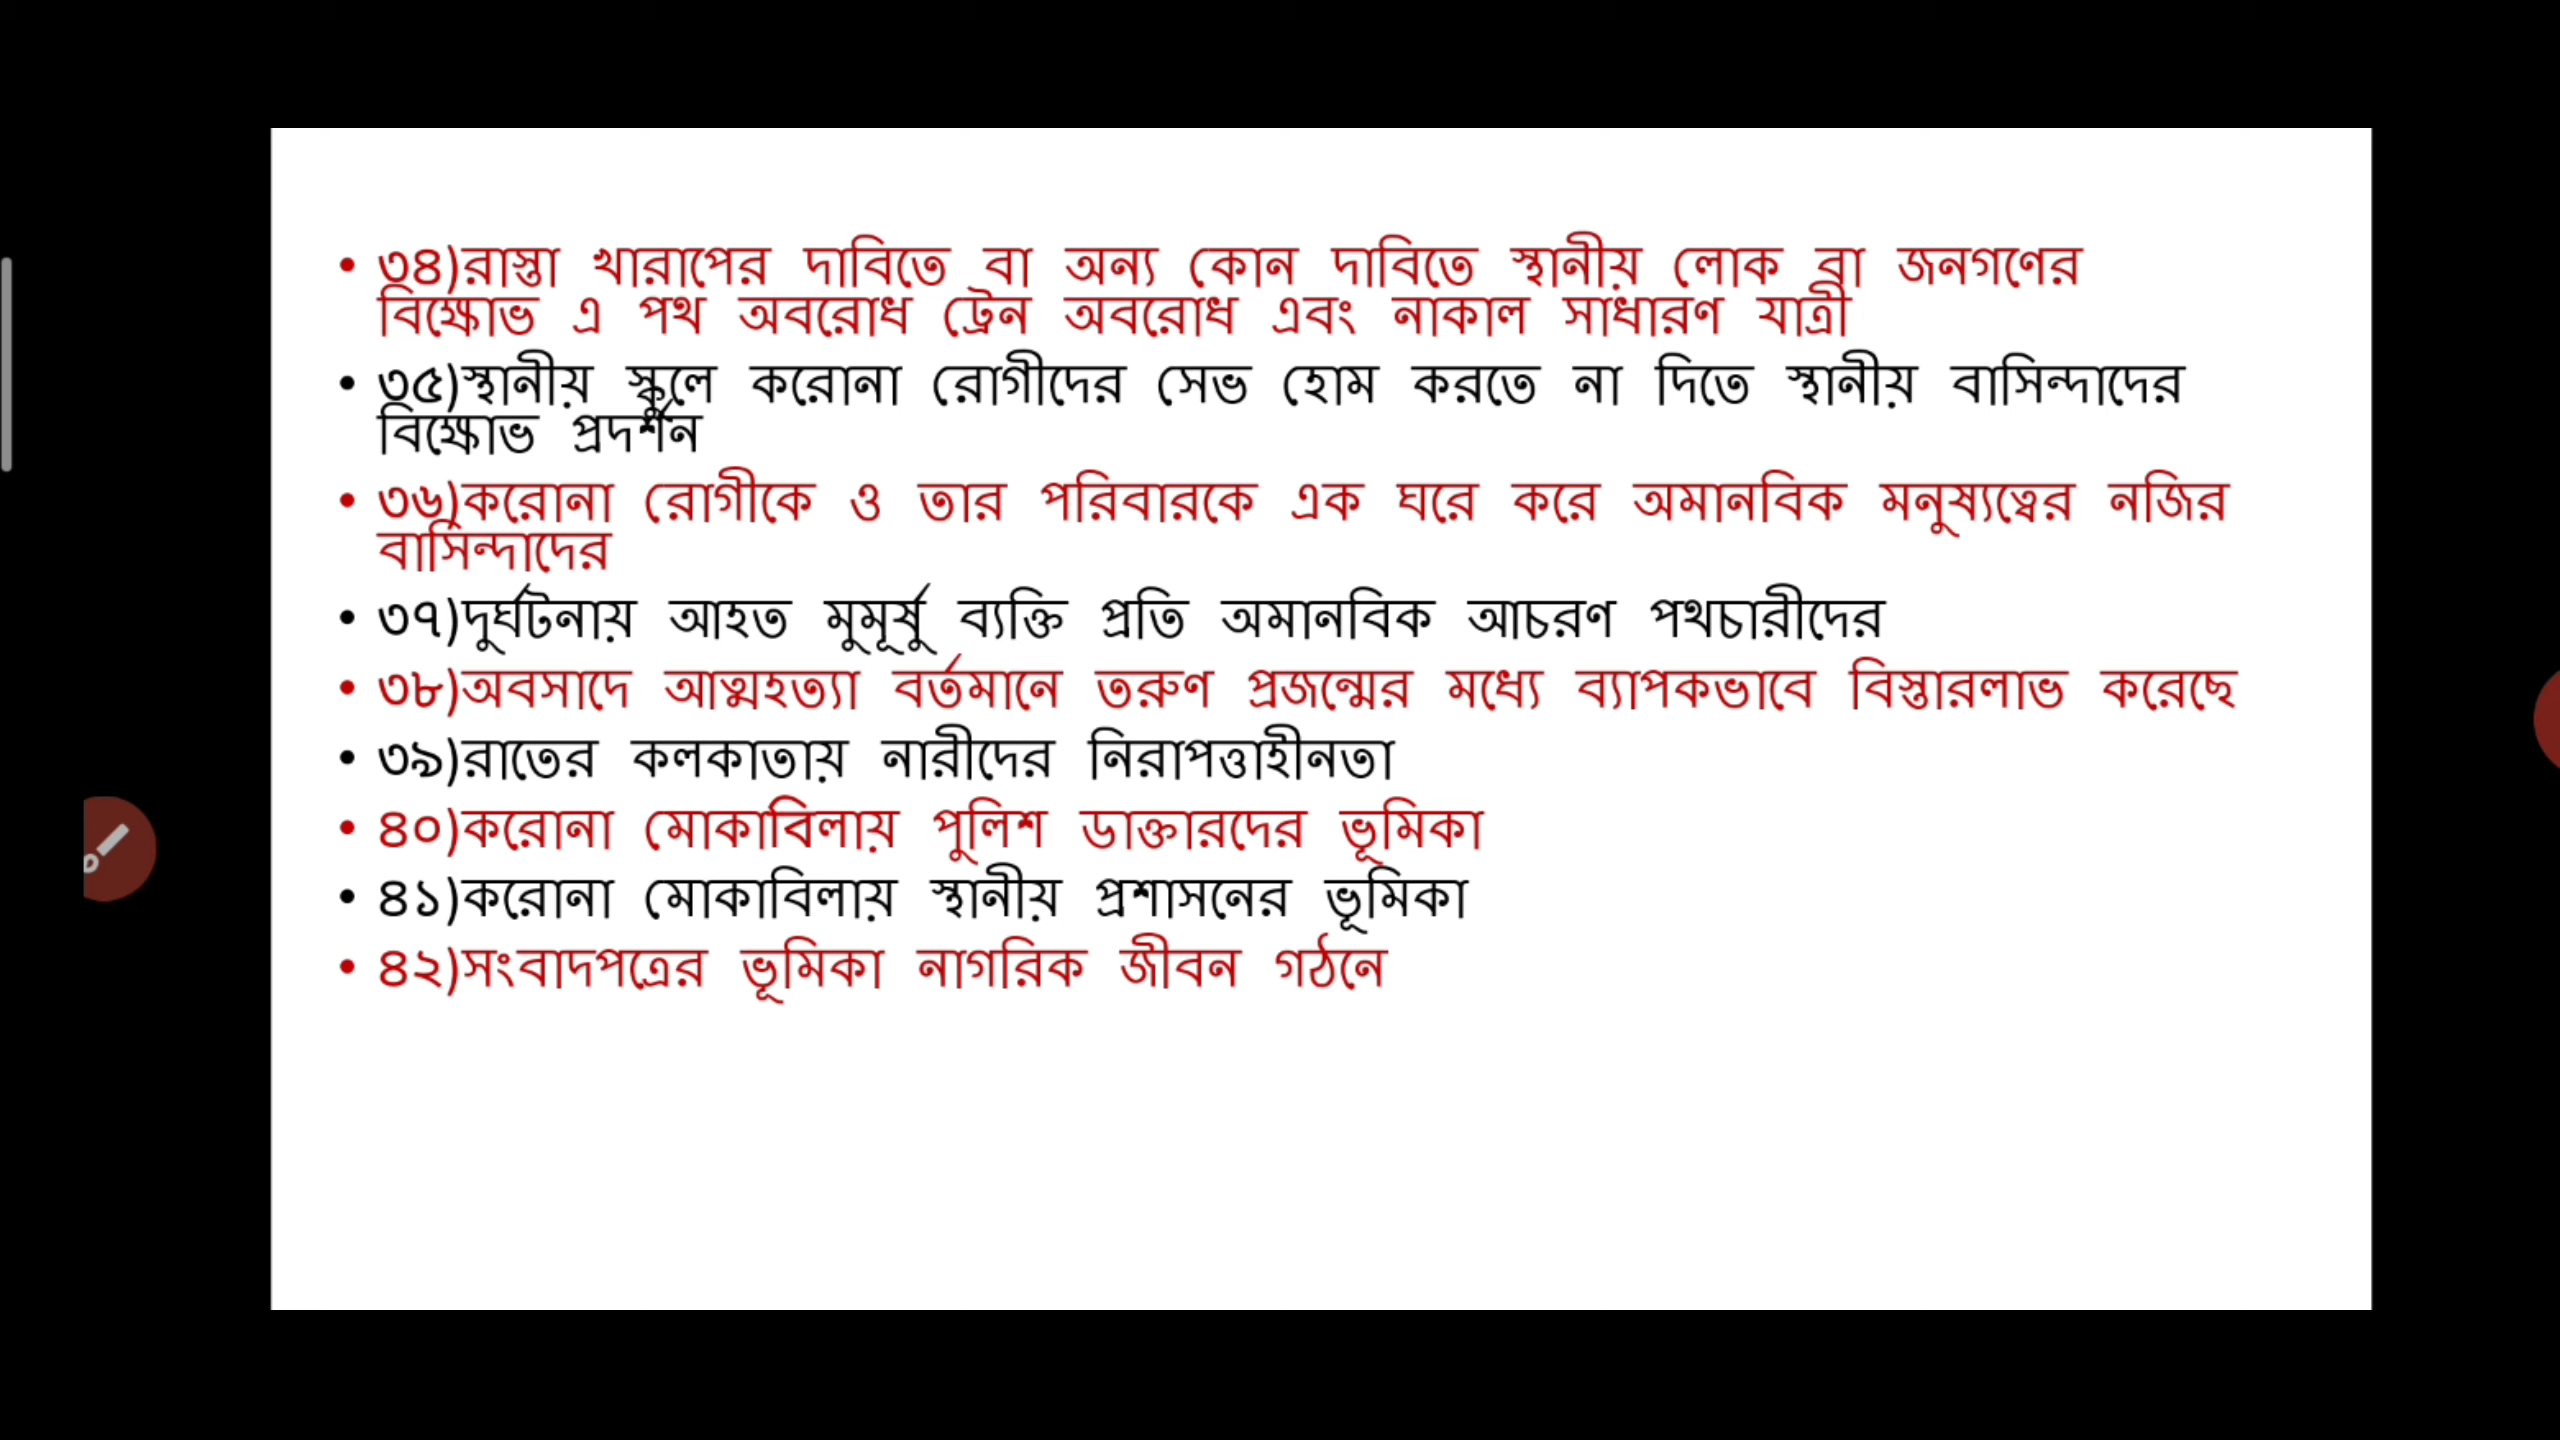 • ৩৪)রাস্তা খারাপের দাবিতে বা অন্য কোন দাবিতে স্থানীয় লোক বা জনগণের
বিক্ষোভ এ পথ অবরোধ ট্রেন অবরোধ এবং নাকাল সাধারণ যাত্রী
• ৩৫)স্থানীয় স্কুলে করোনা রোগীদের সেভ হোম করতে না দিতে স্থানীয় বাসিন্দাদের
বিক্ষোভ প্রদর্শন
• ৩৬)করোনা রোগীকে ও তার পরিবারকে এক ঘরে করে অমানবিক মনুষ্যত্বের নজির
বাসিন্দাদের
• ৩৭)দুর্ঘটনায় আহত মুমূর্ষু ব্যক্তি প্রতি অমানবিক আচরণ পথচারীদের
• ৩৮)অবসাদে আত্মহত্যা বর্তমানে তরুণ প্রজন্মের মধ্যে ব্যাপকভাবে বিস্তারলাভ করেছে
• ৩৯)রাতের কলকাতায় নারীদের নিরাপত্তাহীনতা
• ৪০)করোনা মোকাবিলায় পুলিশ ডাক্তারদের ভূমিকা
• ৪১)করোনা মোকাবিলায় স্থানীয় প্রশাসনের ভূমিকা
• ৪২)সংবাদপত্রের ভূমিকা নাগরিক জীবন গঠনে